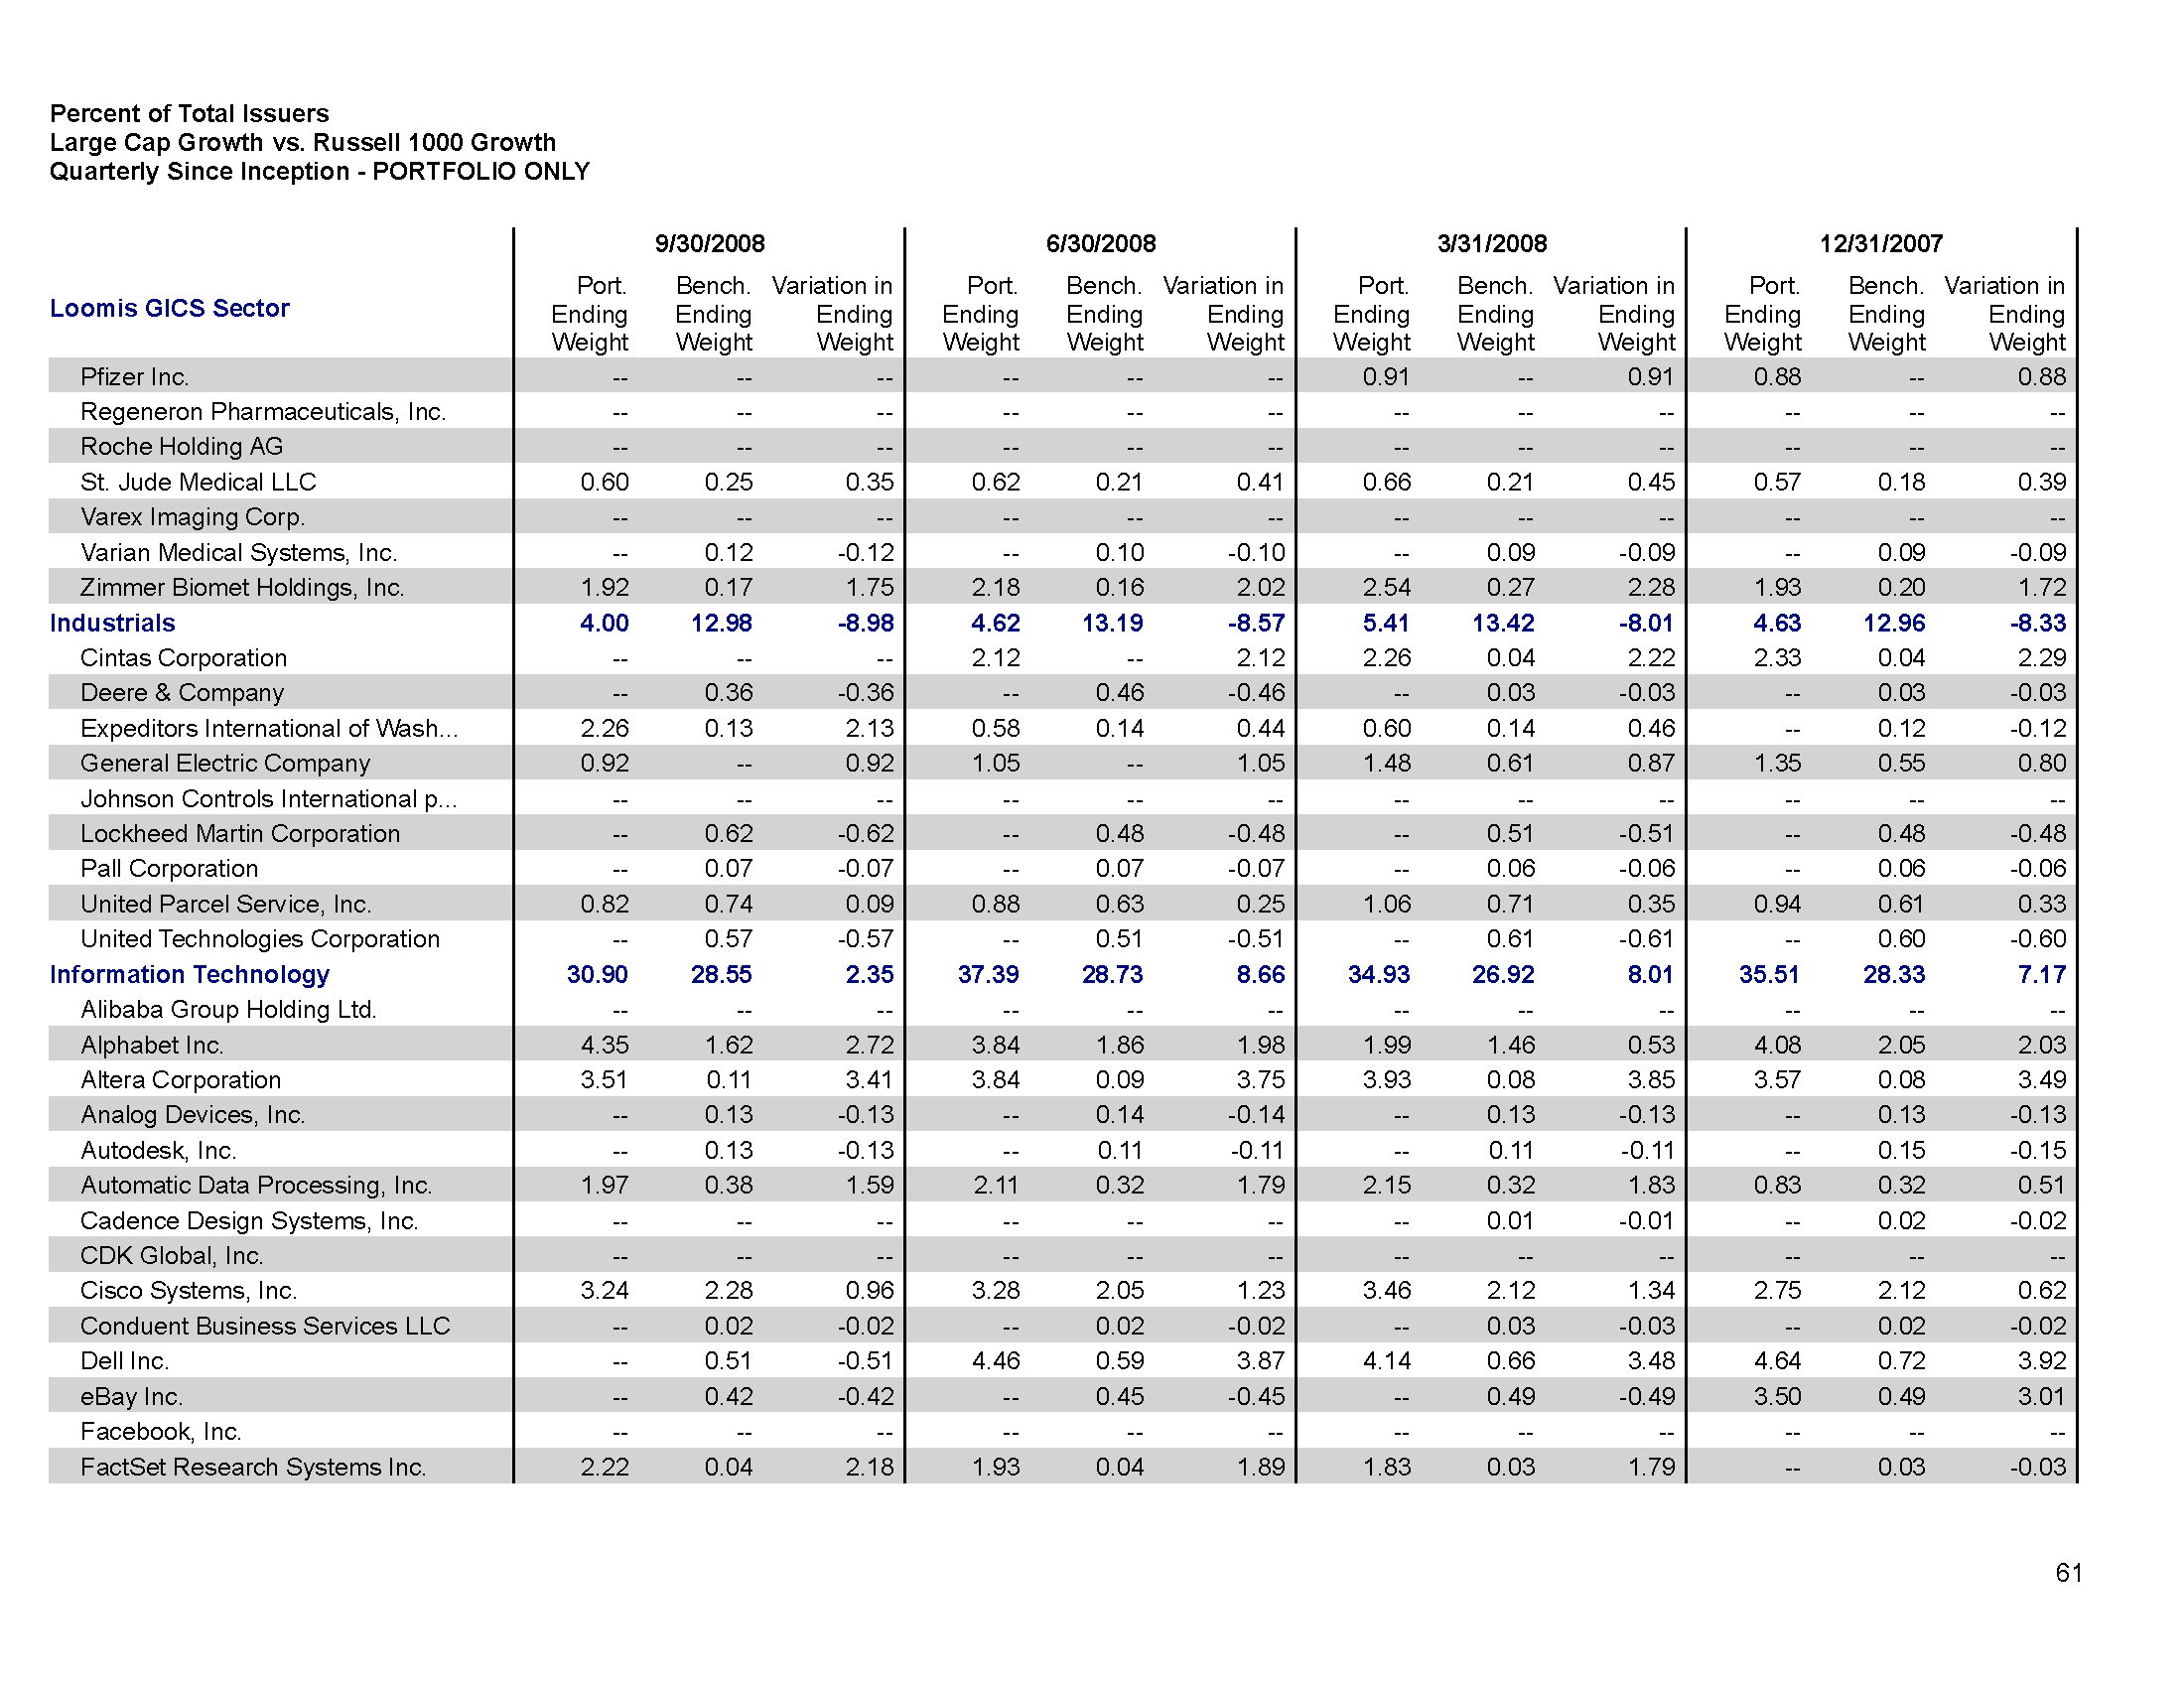 Percent of Total Issuers
Large Cap Growth vs. Russell 1000 Growth
Quarterly Since Inception - PORTFOLIO ONLY
9/30/2008 6/30/2008 3/31/2008 12/31/2007
Loomis GICS Sector
Port. Bench. Variation in Port. Bench. Variation in Port. Bench. Variation in Port. Bench. Variation in
Ending Ending Ending Ending Ending Ending Ending Ending Ending Ending Ending Ending
Weight Weight Weight Weight Weight Weight Weight Weight Weight Weight Weight Weight
Pfizer Inc. -- -- -- -- -- -- 0.91 -- 0.91 0.88 -- 0.88
Regeneron Pharmaceuticals, Inc. -- -- -- -- -- -- -- -- -- -- -- --
Roche Holding AG -- -- -- -- -- -- -- -- -- -- -- --
St. Jude Medical LLC 0.60 0.25 0.35 0.62 0.21 0.41 0.66 0.21 0.45 0.57 0.18 0.39
Varex Imaging Corp. -- -- -- -- -- -- -- -- -- -- -- --
Varian Medical Systems, Inc. -- 0.12 -0.12 -- 0.10 -0.10 -- 0.09 -0.09 -- 0.09 -0.09
Zimmer Biomet Holdings, Inc. 1.92 0.17 1.75 2.18 0.16 2.02 2.54 0.27 2.28 1.93 0.20 1.72
Industrials 4.00 12.98 -8.98 4.62 13.19 -8.57 5.41 13.42 -8.01 4.63 12.96 -8.33
Cintas Corporation -- -- -- 2.12 -- 2.12 2.26 0.04 2.22 2.33 0.04 2.29
Deere & Company -- 0.36 -0.36 -- 0.46 -0.46 -- 0.03 -0.03 -- 0.03 -0.03
Expeditors International of Wash... 2.26 0.13 2.13 0.58 0.14 0.44 0.60 0.14 0.46 -- 0.12 -0.12
General Electric Company 0.92 -- 0.92 1.05 -- 1.05 1.48 0.61 0.87 1.35 0.55 0.80
Johnson Controls International p... -- -- -- -- -- -- -- -- -- -- -- --
Lockheed Martin Corporation -- 0.62 -0.62 -- 0.48 -0.48 -- 0.51 -0.51 -- 0.48 -0.48
Pall Corporation -- 0.07 -0.07 -- 0.07 -0.07 -- 0.06 -0.06 -- 0.06 -0.06
United Parcel Service, Inc. 0.82 0.74 0.09 0.88 0.63 0.25 1.06 0.71 0.35 0.94 0.61 0.33
United Technologies Corporation -- 0.57 -0.57 -- 0.51 -0.51 -- 0.61 -0.61 -- 0.60 -0.60
Information Technology 30.90 28.55 2.35 37.39 28.73 8.66 34.93 26.92 8.01 35.51 28.33 7.17
Alibaba Group Holding Ltd. -- -- -- -- -- -- -- -- -- -- -- --
Alphabet Inc. 4.35 1.62 2.72 3.84 1.86 1.98 1.99 1.46 0.53 4.08 2.05 2.03
Altera Corporation 3.51 0.11 3.41 3.84 0.09 3.75 3.93 0.08 3.85 3.57 0.08 3.49
Analog Devices, Inc. -- 0.13 -0.13 -- 0.14 -0.14 -- 0.13 -0.13 -- 0.13 -0.13
Autodesk, Inc. -- 0.13 -0.13 -- 0.11 -0.11 -- 0.11 -0.11 -- 0.15 -0.15
Automatic Data Processing, Inc. 1.97 0.38 1.59 2.11 0.32 1.79 2.15 0.32 1.83 0.83 0.32 0.51
Cadence Design Systems, Inc. -- -- -- -- -- -- -- 0.01 -0.01 -- 0.02 -0.02
CDK Global, Inc. -- -- -- -- -- -- -- -- -- -- -- --
Cisco Systems, Inc. 3.24 2.28 0.96 3.28 2.05 1.23 3.46 2.12 1.34 2.75 2.12 0.62
Conduent Business Services LLC -- 0.02 -0.02 -- 0.02 -0.02 -- 0.03 -0.03 -- 0.02 -0.02
Dell Inc. -- 0.51 -0.51 4.46 0.59 3.87 4.14 0.66 3.48 4.64 0.72 3.92
eBay Inc. -- 0.42 -0.42 -- 0.45 -0.45 -- 0.49 -0.49 3.50 0.49 3.01
Facebook, Inc. -- -- -- -- -- -- -- -- -- -- -- --
FactSet Research Systems Inc. 2.22 0.04 2.18 1.93 0.04 1.89 1.83 0.03 1.79 -- 0.03 -0.03
61